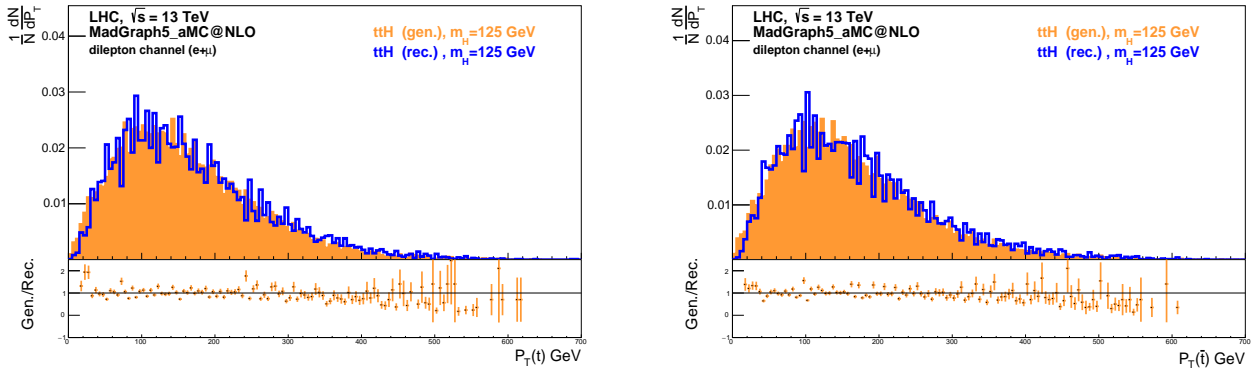 LHC, √s = 13 TeV
MadGraph5_aMC@NLO
dilepton channel (e+μ)
ttH (gen.), m_H=125 GeV
ttH (rec.) , m_H=125 GeV
1/N dN/dP_T
0.04
0.03
0.02
0.01
Gen./Rec.
2
1
0
−1
0 100 200 300 400 500 600 700
P_T(t) GeV
LHC, √s = 13 TeV
MadGraph5_aMC@NLO
dilepton channel (e+μ)
ttH (gen.), m_H=125 GeV
ttH (rec.) , m_H=125 GeV
1/N dN/dP_T
0.04
0.03
0.02
0.01
Gen./Rec.
2
1
0
−1
0 100 200 300 400 500 600 700
P_T(t̄) GeV